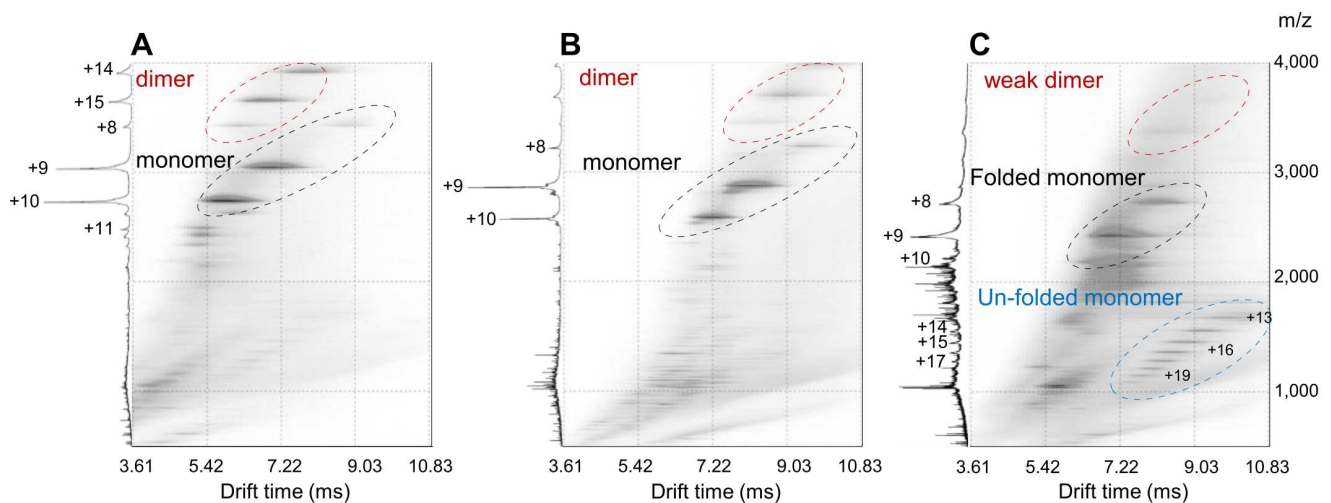 A
dimer
+14
+15
+8
monomer
+9
+10
+11
3.61 5.42 7.22 9.03 10.83
Drift time (ms)
B
dimer
+8
monomer
+9
+10
3.61 5.42 7.22 9.03 10.83
Drift time (ms)
C
m/z
weak dimer
4,000
3,000
Folded monomer
+8
+9
+10
2,000
Un-folded monomer
+13
+14
+15
+16
+17
+19
1,000
3.61 5.42 7.22 9.03 10.83
Drift time (ms)